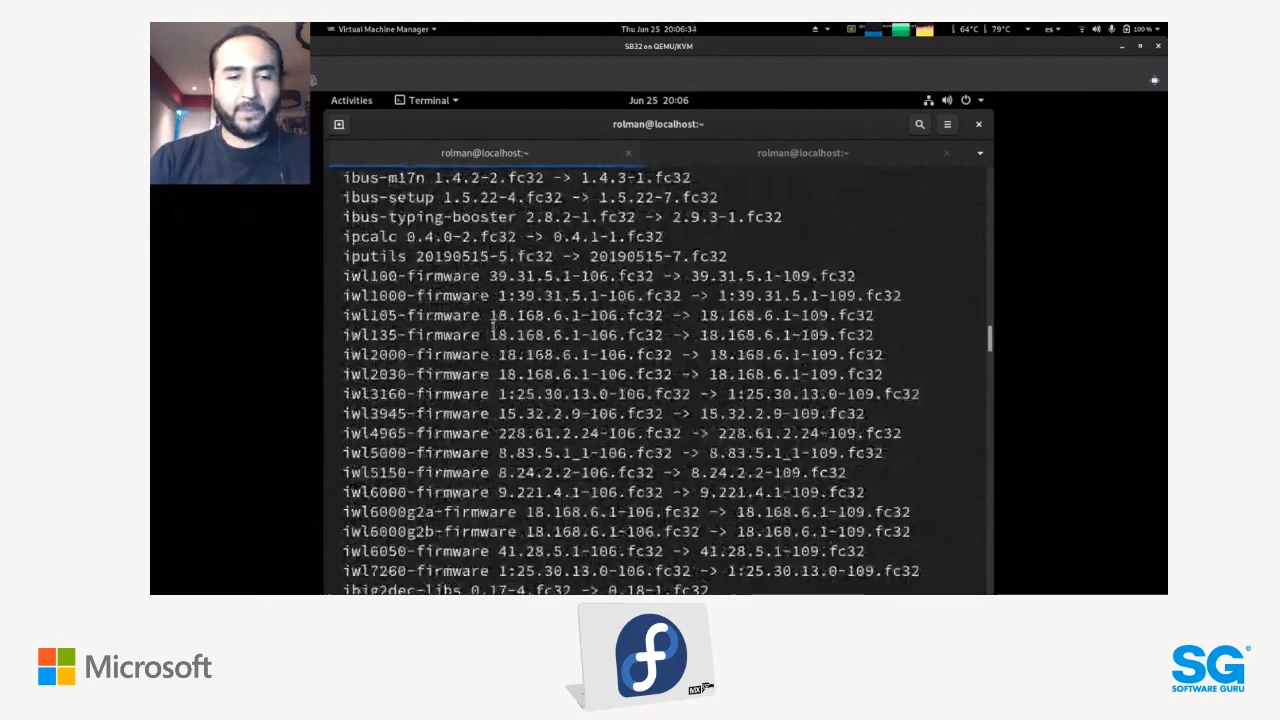 Virtual Machine Manager
Thu Jun 25 20:06:34
64°C
79°C
es
100 %
SB32 on QEMU/KVM
Activities
Terminal
Jun 25 20:06
rolman@localhost:~
rolman@localhost:~
rolman@localhost:~
ibus-m17n 1.4.2-2.fc32 -> 1.4.3-1.fc32
ibus-setup 1.5.22-4.fc32 -> 1.5.22-7.fc32
ibus-typing-booster 2.8.2-1.fc32 -> 2.9.3-1.fc32
ipcalc 0.4.0-2.fc32 -> 0.4.1-1.fc32
iputils 20190515-5.fc32 -> 20190515-7.fc32
iwl100-firmware 39.31.5.1-106.fc32 -> 39.31.5.1-109.fc32
iwl1000-firmware 1:39.31.5.1-106.fc32 -> 1:39.31.5.1-109.fc32
iwl105-firmware 18.168.6.1-106.fc32 -> 18.168.6.1-109.fc32
iwl135-firmware 18.168.6.1-106.fc32 -> 18.168.6.1-109.fc32
iwl2000-firmware 18.168.6.1-106.fc32 -> 18.168.6.1-109.fc32
iwl2030-firmware 18.168.6.1-106.fc32 -> 18.168.6.1-109.fc32
iwl3160-firmware 1:25.30.13.0-106.fc32 -> 1:25.30.13.0-109.fc32
iwl3945-firmware 15.32.2.9-106.fc32 -> 15.32.2.9-109.fc32
iwl4965-firmware 228.61.2.24-106.fc32 -> 228.61.2.24-109.fc32
iwl5000-firmware 8.83.5.1_1-106.fc32 -> 8.83.5.1_1-109.fc32
iwl5150-firmware 8.24.2.2-106.fc32 -> 8.24.2.2-109.fc32
iwl6000-firmware 9.221.4.1-106.fc32 -> 9.221.4.1-109.fc32
iwl6000g2a-firmware 18.168.6.1-106.fc32 -> 18.168.6.1-109.fc32
iwl6000g2b-firmware 18.168.6.1-106.fc32 -> 18.168.6.1-109.fc32
iwl6050-firmware 41.28.5.1-106.fc32 -> 41.28.5.1-109.fc32
iwl7260-firmware 1:25.30.13.0-106.fc32 -> 1:25.30.13.0-109.fc32
jbig2dec-libs 0.17-4.fc32 -> 0.18-1.fc32
Microsoft
MX
SG
SOFTWARE GURU